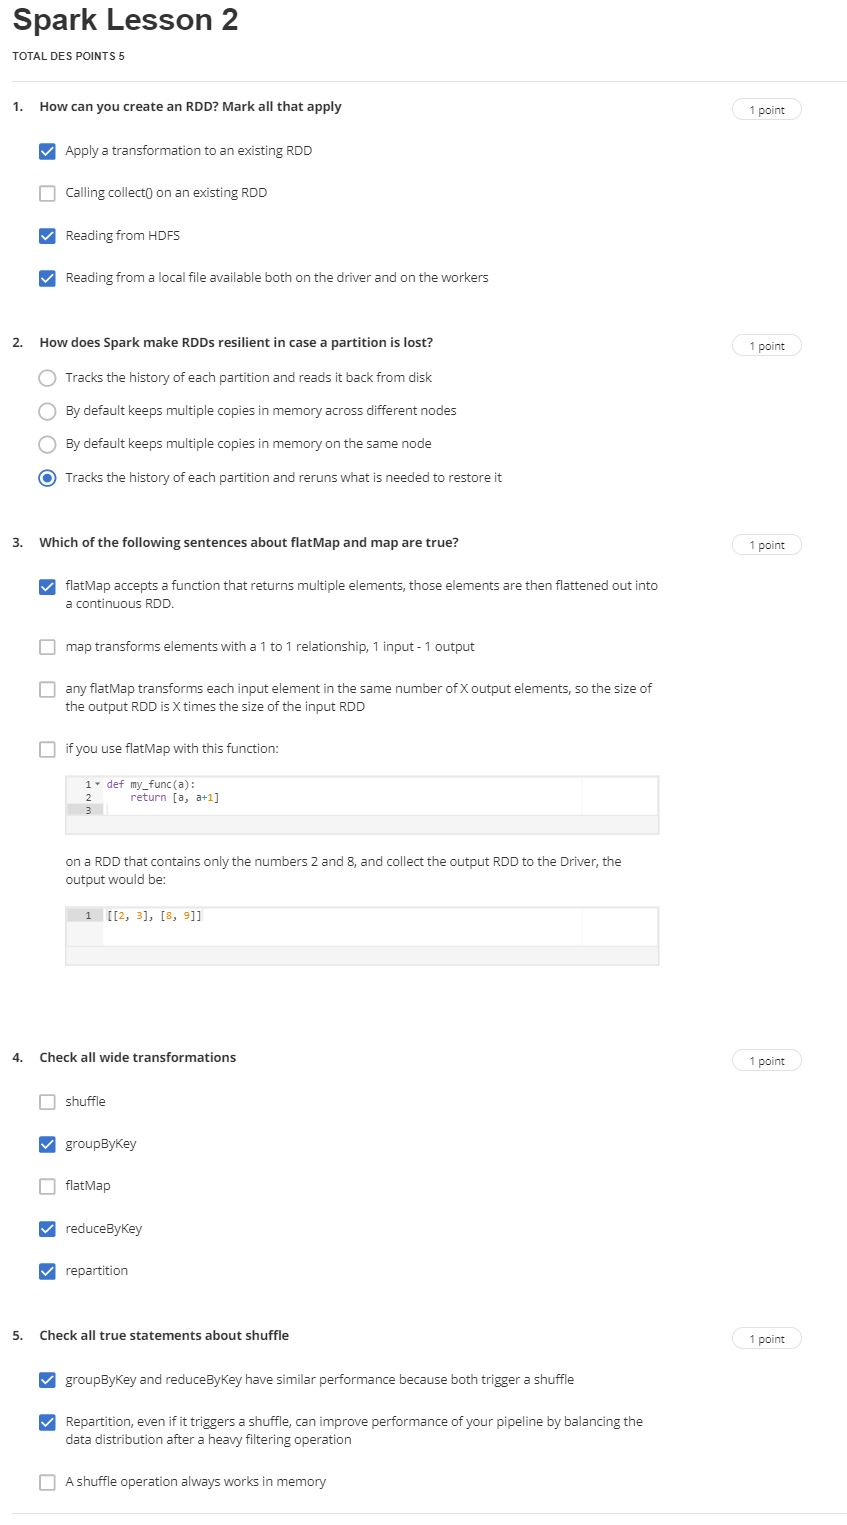 Spark Lesson 2
TOTAL DES POINTS 5
1. How can you create an RDD? Mark all that apply
1 point
Apply a transformation to an existing RDD
Calling collect() on an existing RDD
Reading from HDFS
Reading from a local file available both on the driver and on the workers
2. How does Spark make RDDs resilient in case a partition is lost?
1 point
Tracks the history of each partition and reads it back from disk
By default keeps multiple copies in memory across different nodes
By default keeps multiple copies in memory on the same node
Tracks the history of each partition and reruns what is needed to restore it
3. Which of the following sentences about flatMap and map are true?
1 point
flatMap accepts a function that returns multiple elements, those elements are then flattened out into
a continuous RDD.
map transforms elements with a 1 to 1 relationship, 1 input - 1 output
any flatMap transforms each input element in the same number of X output elements, so the size of
the output RDD is X times the size of the input RDD
if you use flatMap with this function:
1 def my_func(a):
2 return [a, a+1]
3
on a RDD that contains only the numbers 2 and 8, and collect the output RDD to the Driver, the
output would be:
1 [[2, 3], [8, 9]]
4. Check all wide transformations
1 point
shuffle
groupByKey
flatMap
reduceByKey
repartition
5. Check all true statements about shuffle
1 point
groupByKey and reduceByKey have similar performance because both trigger a shuffle
Repartition, even if it triggers a shuffle, can improve performance of your pipeline by balancing the
data distribution after a heavy filtering operation
A shuffle operation always works in memory